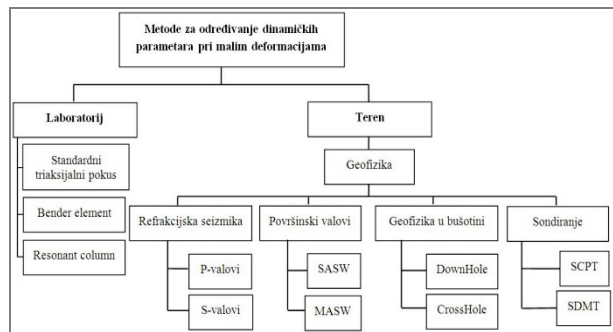 Metode za određivanje dinamičkih
parametara pri malim deformacijama
Laboratorij
Teren
Standardni
triaksijalni pokus
Bender element
Resonant column
Geofizika
Refrakcijska seizmika
Površinski valovi
Geofizika u bušotini
Sondiranje
P-valovi
S-valovi
SASW
MASW
DownHole
CrossHole
SCPT
SDMT